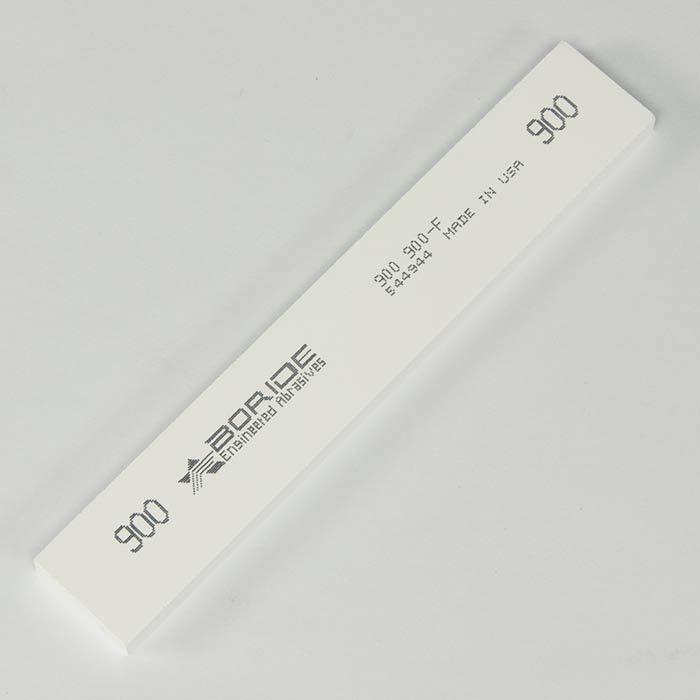 900
BORIDE
Engineered Abrasives
900 900-F
544944 MADE IN USA
900